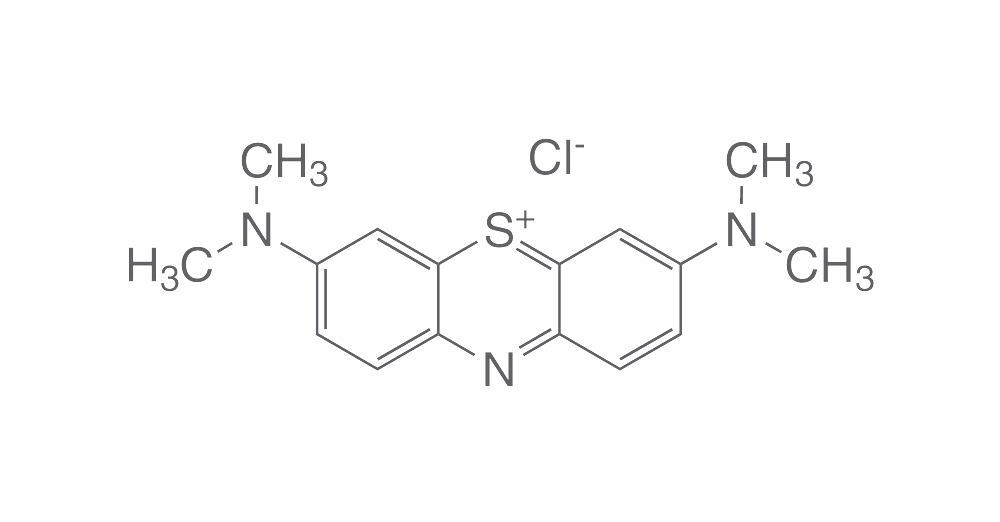 CH₃ Cl⁻ CH₃
N S⁺ N
H₃C CH₃
N